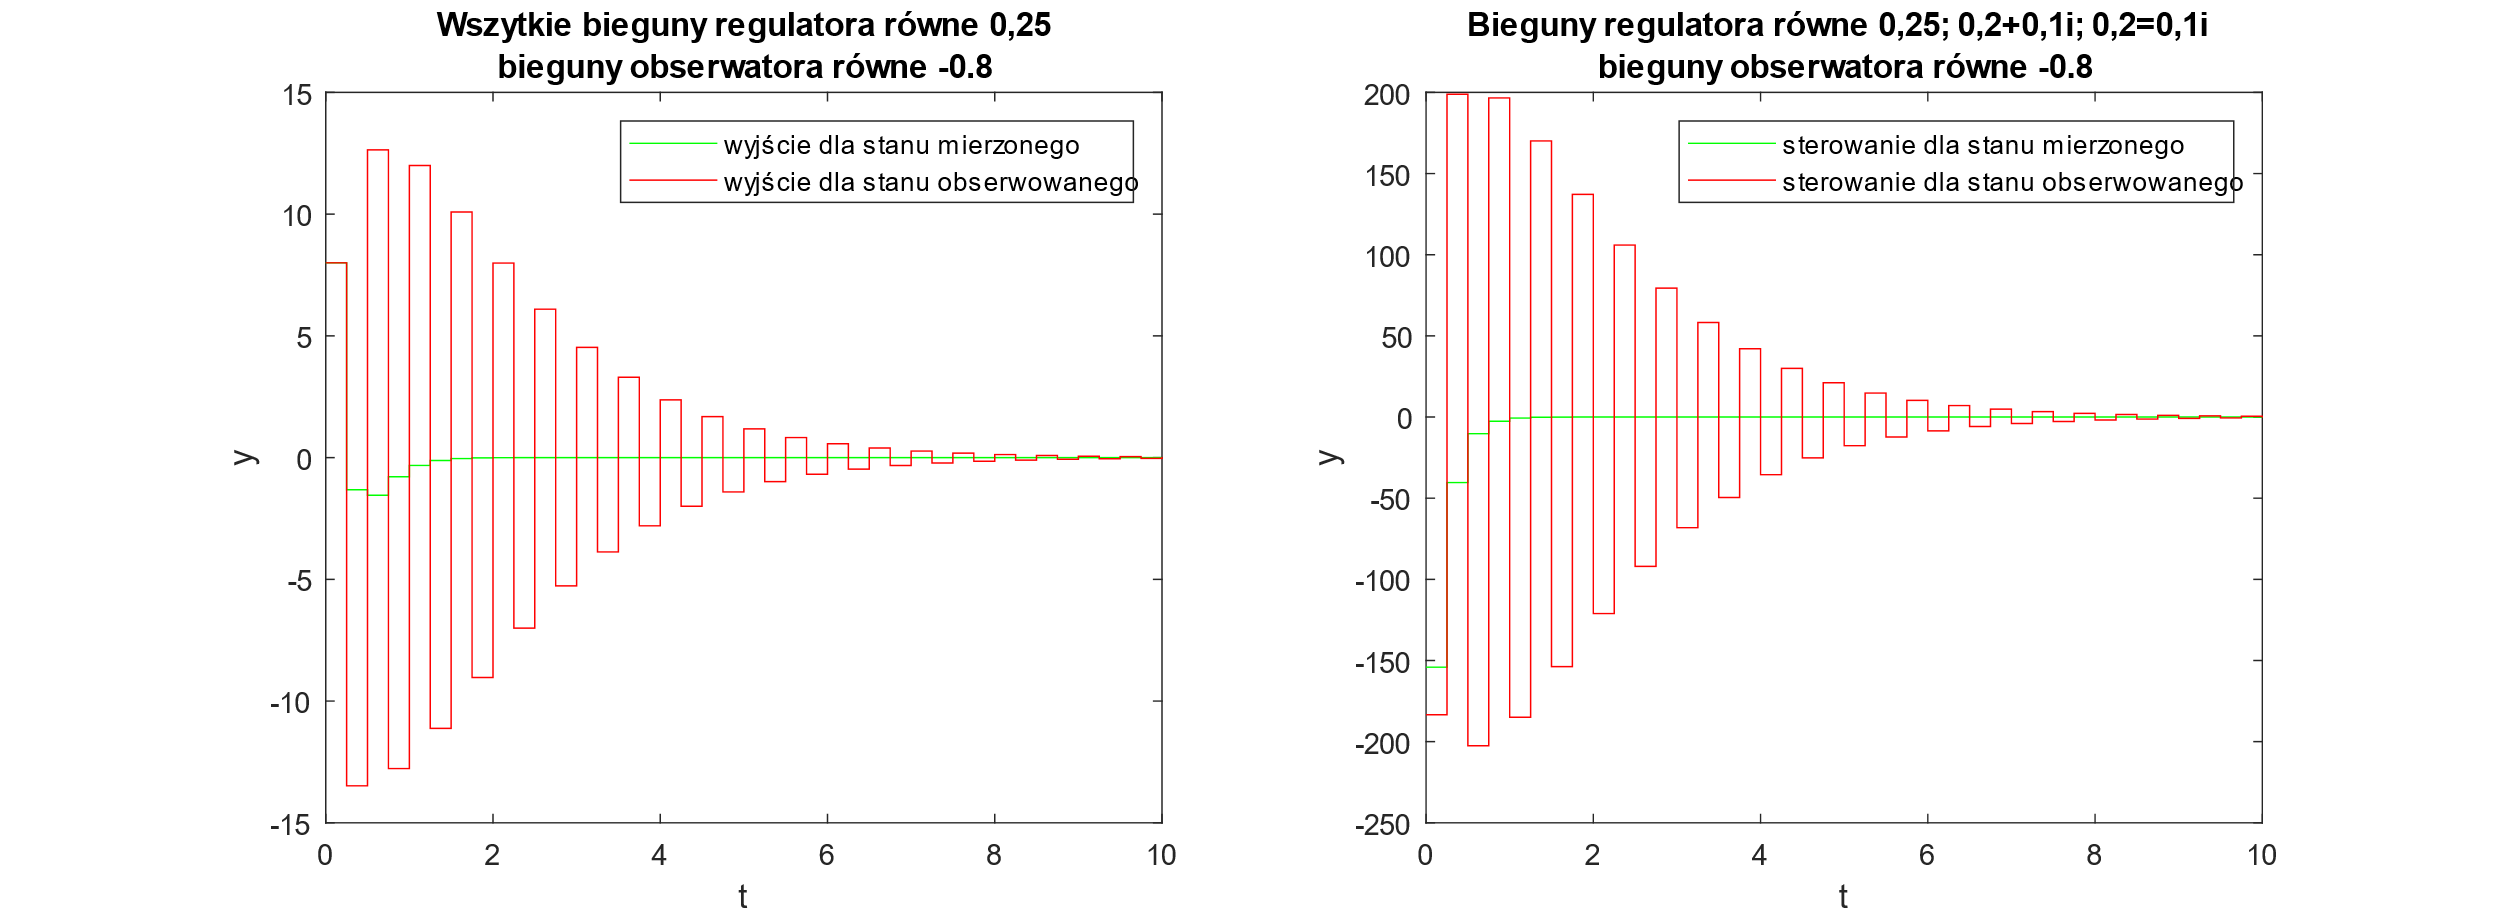 Wszytkie bieguny regulatora równe 0,25
bieguny obserwatora równe -0.8
15
10
5
0
-5
-10
-15
y
wyjście dla stanu mierzonego
wyjście dla stanu obserwowanego
0 2 4 6 8 10
t
Bieguny regulatora równe 0,25; 0,2+0,1i; 0,2=0,1i
bieguny obserwatora równe -0.8
200
150
100
50
0
-50
-100
-150
-200
-250
y
sterowanie dla stanu mierzonego
sterowanie dla stanu obserwowanego
0 2 4 6 8 10
t